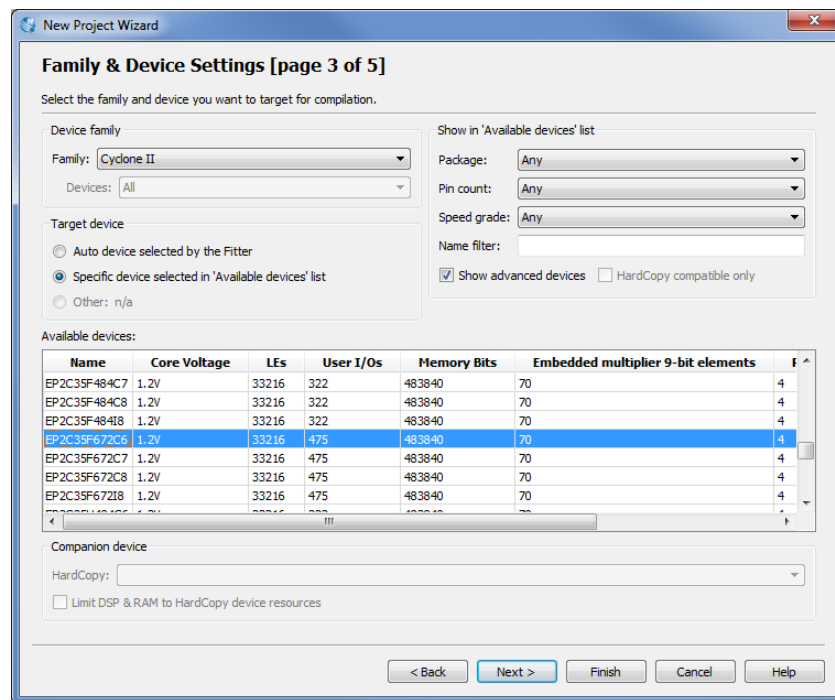 New Project Wizard
Family & Device Settings [page 3 of 5]
Select the family and device you want to target for compilation.
Device family
Family: Cyclone II
Devices: All
Target device
Auto device selected by the Fitter
Specific device selected in 'Available devices' list
Other: n/a
Show in 'Available devices' list
Package: Any
Pin count: Any
Speed grade: Any
Name filter:
Show advanced devices HardCopy compatible only
Available devices:
Name Core Voltage LEs User I/Os Memory Bits Embedded multiplier 9-bit elements
EP2C35F484C7 1.2V 33216 322 483840 70 4
EP2C35F484C8 1.2V 33216 322 483840 70 4
EP2C35F484I8 1.2V 33216 322 483840 70 4
EP2C35F672C6 1.2V 33216 475 483840 70 4
EP2C35F672C7 1.2V 33216 475 483840 70 4
EP2C35F672C8 1.2V 33216 475 483840 70 4
EP2C35F672I8 1.2V 33216 475 483840 70 4
Companion device
HardCopy:
Limit DSP & RAM to HardCopy device resources
< Back Next > Finish Cancel Help